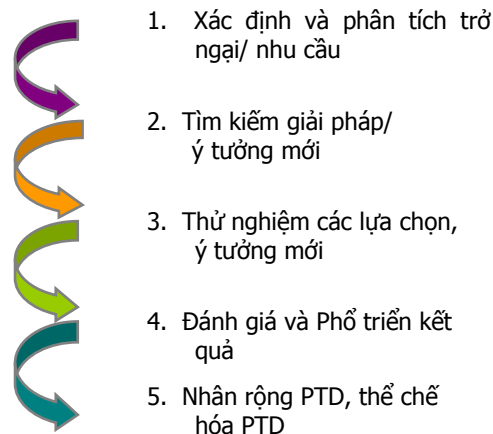 1. Xác định và phân tích trở
ngại/ nhu cầu
2. Tìm kiếm giải pháp/
ý tưởng mới
3. Thử nghiệm các lựa chọn,
ý tưởng mới
4. Đánh giá và Phổ triển kết
quả
5. Nhân rộng PTD, thể chế
hóa PTD